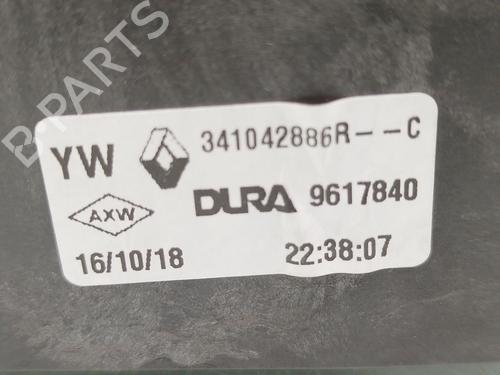 B-PARTS
YW 341042886R--C
AXW DURA 9617840
16/10/18 22:38:07